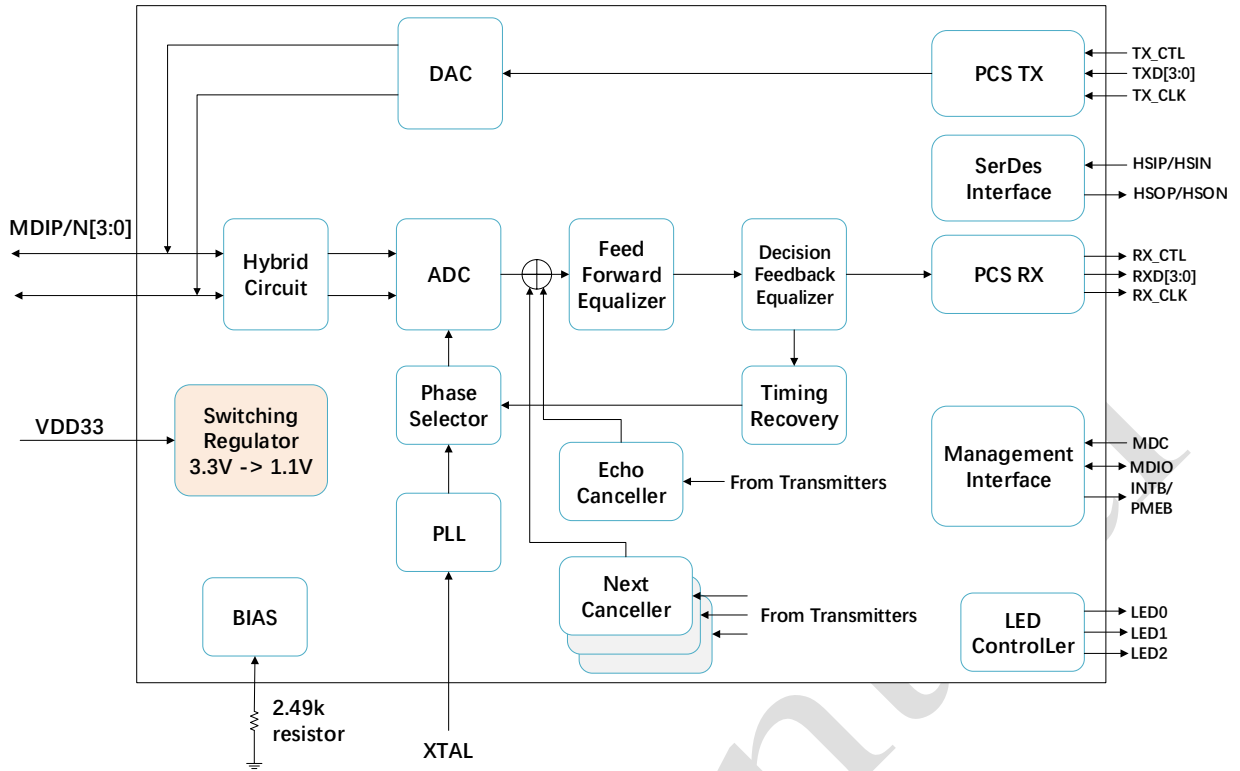 DAC
PCS TX
TX_CTL
TXD[3:0]
TX_CLK
SerDes
Interface
HSIP/HSIN
HSOP/HSON
MDIP/N[3:0]
Hybrid
Circuit
ADC
Feed
Forward
Equalizer
Decision
Feedback
Equalizer
PCS RX
RX_CTL
RXD[3:0]
RX_CLK
VDD33
Switching
Regulator
3.3V -> 1.1V
Phase
Selector
Timing
Recovery
Echo
Canceller
From Transmitters
Management
Interface
MDC
MDIO
INTB/
PMEB
PLL
BIAS
Next
Canceller
From Transmitters
LED
ControlLer
LED0
LED1
LED2
2.49k
resistor
XTAL